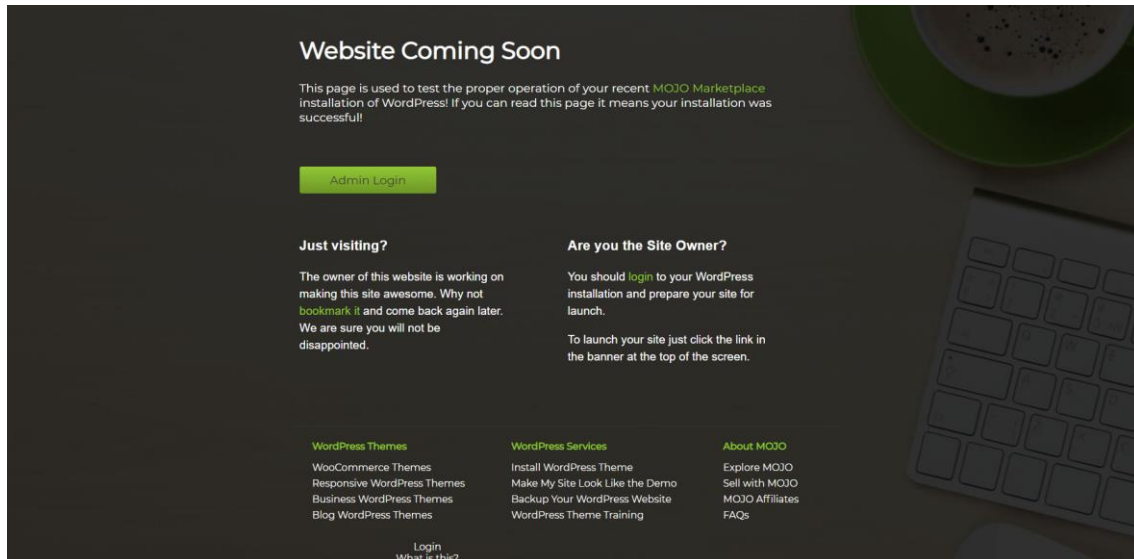 Website Coming Soon
This page is used to test the proper operation of your recent MOJO Marketplace
installation of WordPress! If you can read this page it means your installation was
successful!
Admin Login
Just visiting?
The owner of this website is working on
making this site awesome. Why not
bookmark it and come back again later.
We are sure you will not be
disappointed.
Are you the Site Owner?
You should login to your WordPress
installation and prepare your site for
launch.
To launch your site just click the link in
the banner at the top of the screen.
WordPress Themes
WooCommerce Themes
Responsive WordPress Themes
Business WordPress Themes
Blog WordPress Themes
WordPress Services
Install WordPress Theme
Make My Site Look Like the Demo
Backup Your WordPress Website
WordPress Theme Training
About MOJO
Explore MOJO
Sell with MOJO
MOJO Affiliates
FAQs
Login
What is this?